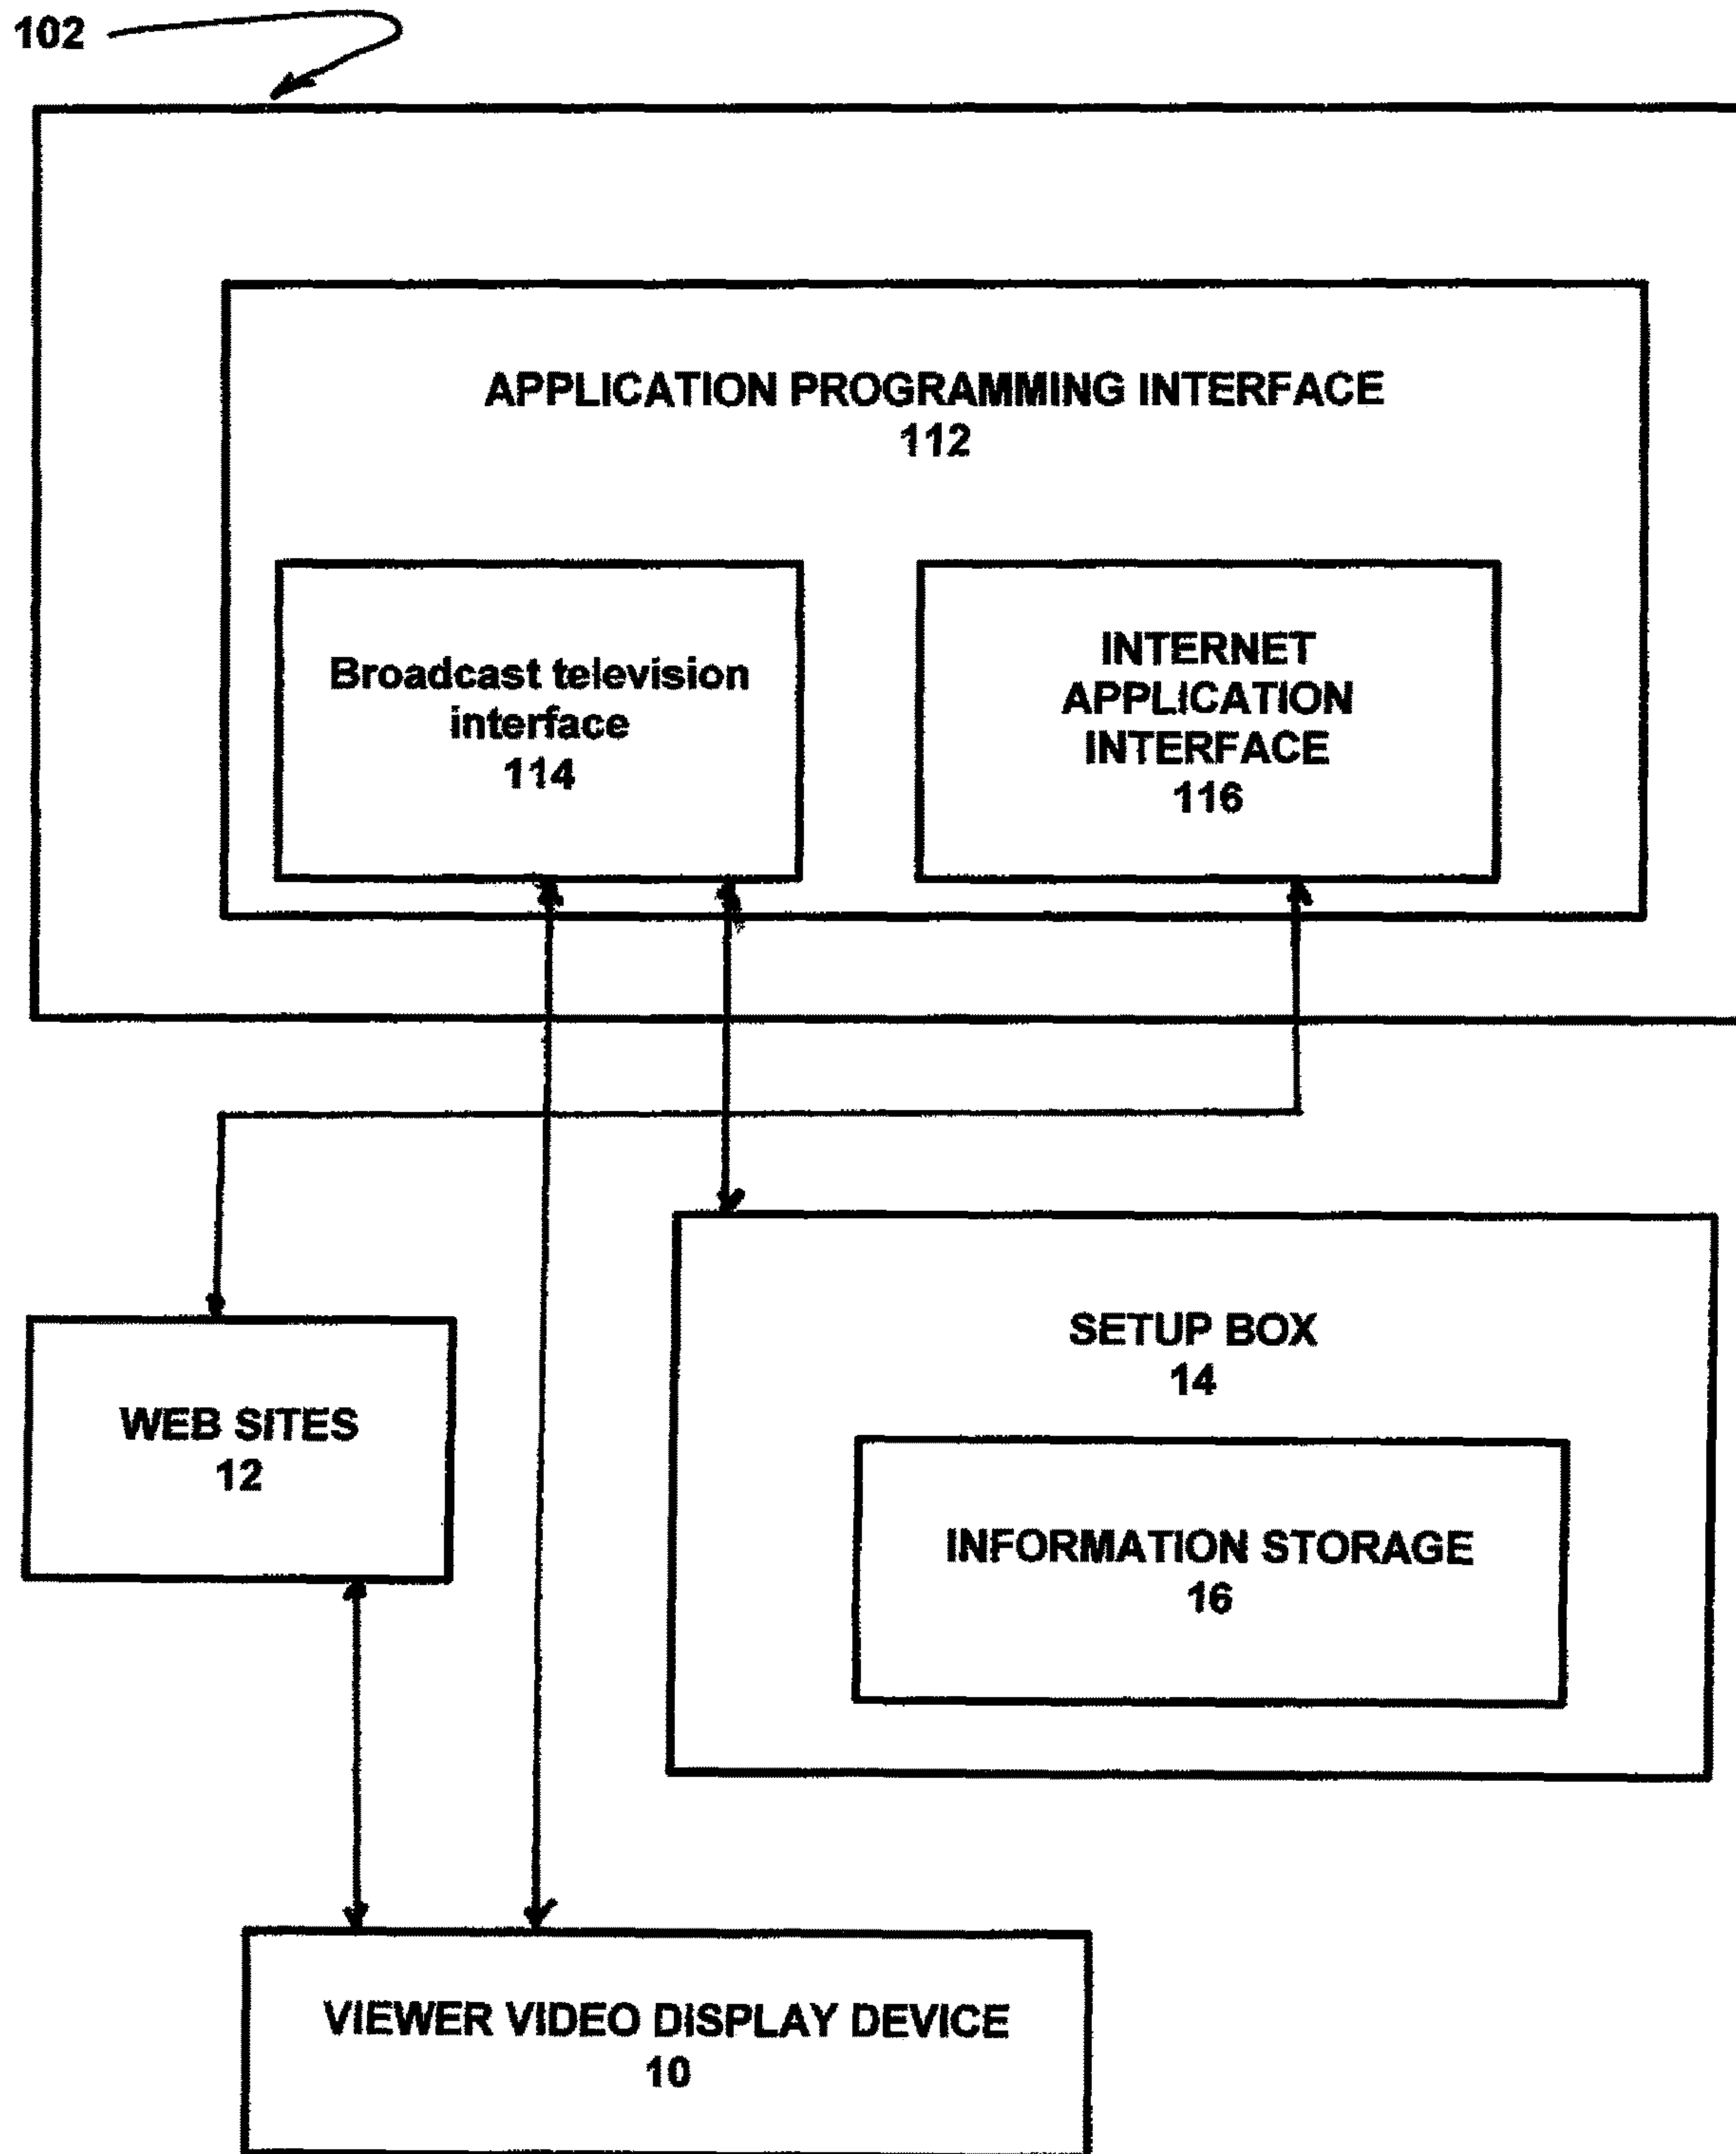 102
APPLICATION PROGRAMMING INTERFACE
112
Broadcast television
interface
114
INTERNET
APPLICATION
INTERFACE
116
SETUP BOX
14
WEB SITES
12
INFORMATION STORAGE
16
VIEWER VIDEO DISPLAY DEVICE
10